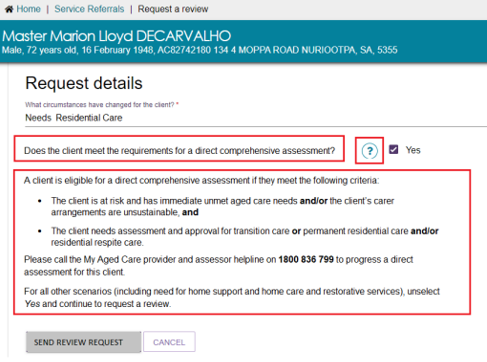 Home | Service Referrals | Request a review
Master Marion Lloyd DECARVALHO
Male, 72 years old, 16 February 1948, AC82742180 134 4 MOPPA ROAD NURIOOTPA, SA, 5355
Request details
What circumstances have changed for the client? *
Needs Residential Care
Does the client meet the requirements for a direct comprehensive assessment? ? Yes
A client is eligible for a direct comprehensive assessment if they meet the following criteria:
• The client is at risk and has immediate unmet aged care needs and/or the client's carer
arrangements are unsustainable, and
• The client needs assessment and approval for transition care or permanent residential care and/or
residential respite care.
Please call the My Aged Care provider and assessor helpline on 1800 836 799 to progress a direct
assessment for this client.
For all other scenarios (including need for home support and home care and restorative services), unselect
Yes and continue to request a review.
SEND REVIEW REQUEST CANCEL